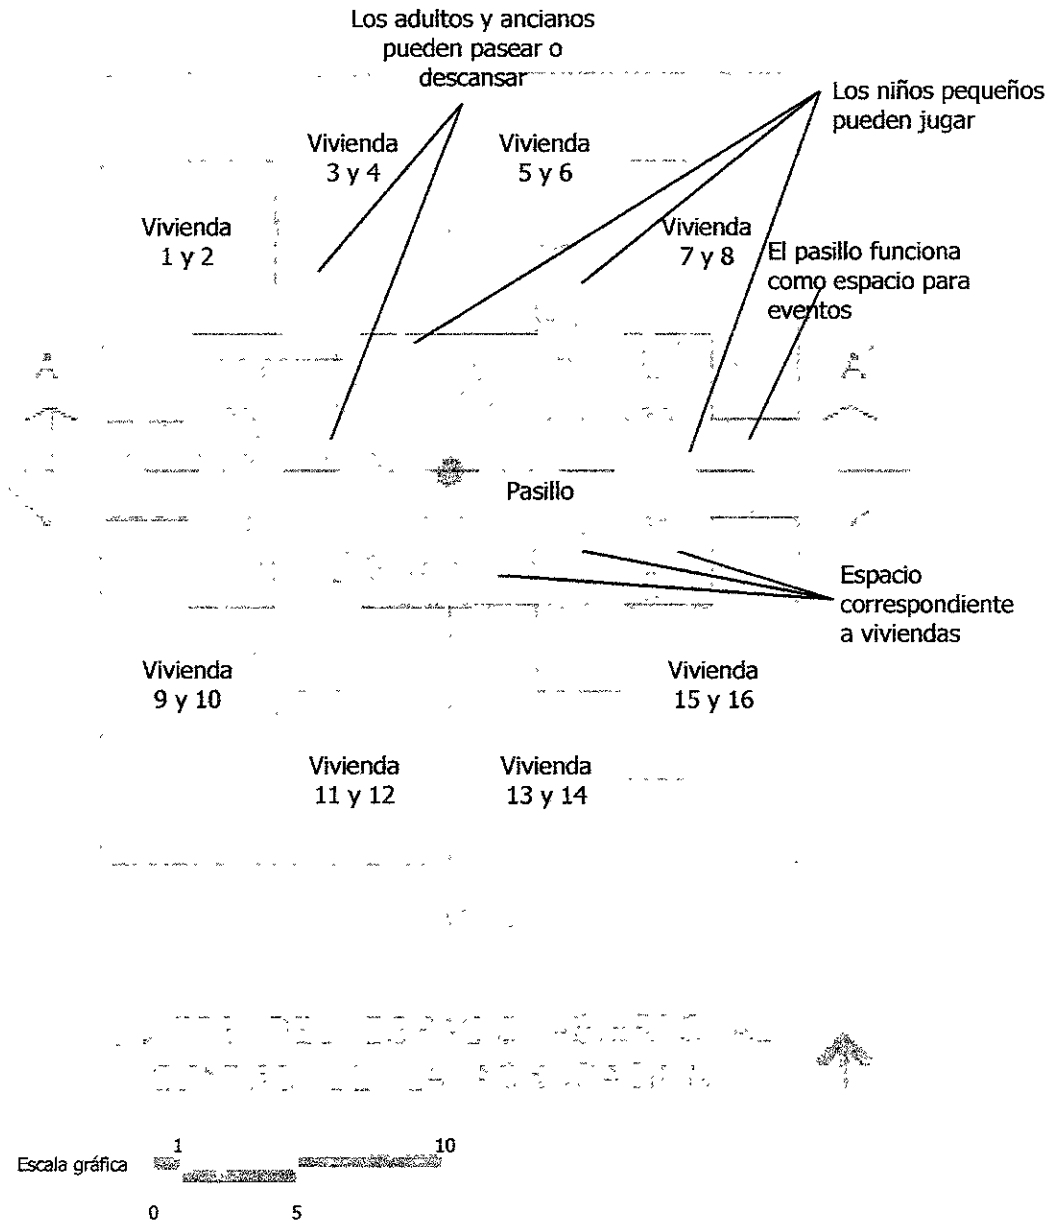 Los adultos y ancianos
pueden pasear o
descansar
Los niños pequeños
pueden jugar
Vivienda
3 y 4
Vivienda
5 y 6
Vivienda
1 y 2
Vivienda
7 y 8
El pasillo funciona
como espacio para
eventos
A
A
Pasillo
Espacio
correspondiente
a viviendas
Vivienda
9 y 10
Vivienda
15 y 16
Vivienda
11 y 12
Vivienda
13 y 14
1
10
Escala gráfica
0
5